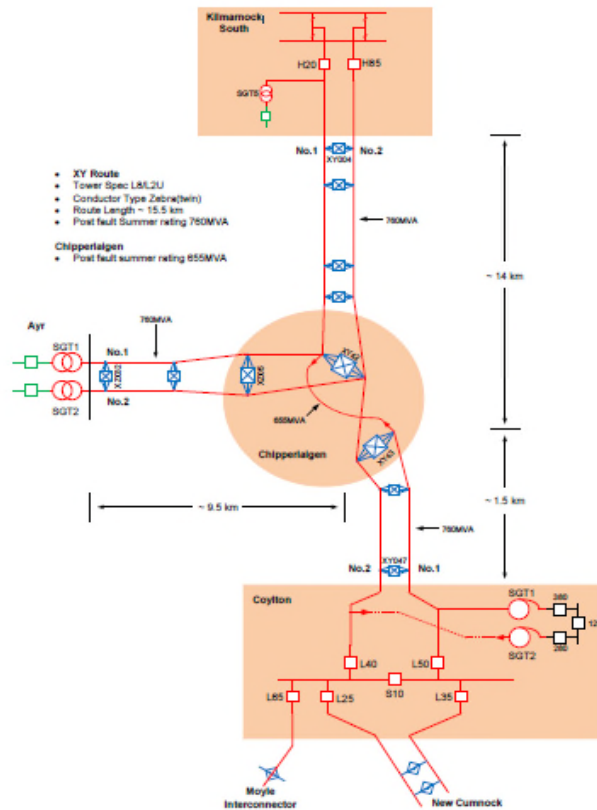 Kilmarnock
South
H20
H85
SGT5
No.1
No.2
XY004
XY Route
Tower Spec L8/L2U
Conductor Type Zebra(twin)
Route Length ~ 15.5 km
Post fault Summer rating 760MVA
Chipperlaigen
Post fault summer rating 655MVA
760MVA
~ 14 km
Ayr
760MVA
SGT1
No.1
SGT2
No.2
655MVA
Chipperlaigen
~ 9.5 km
~ 1.5 km
760MVA
XY047
No.2
No.1
Coylton
SGT1
380
SGT2
280
L40
L50
S10
L85
L25
L35
Moyle
Interconnector
New Cumnock